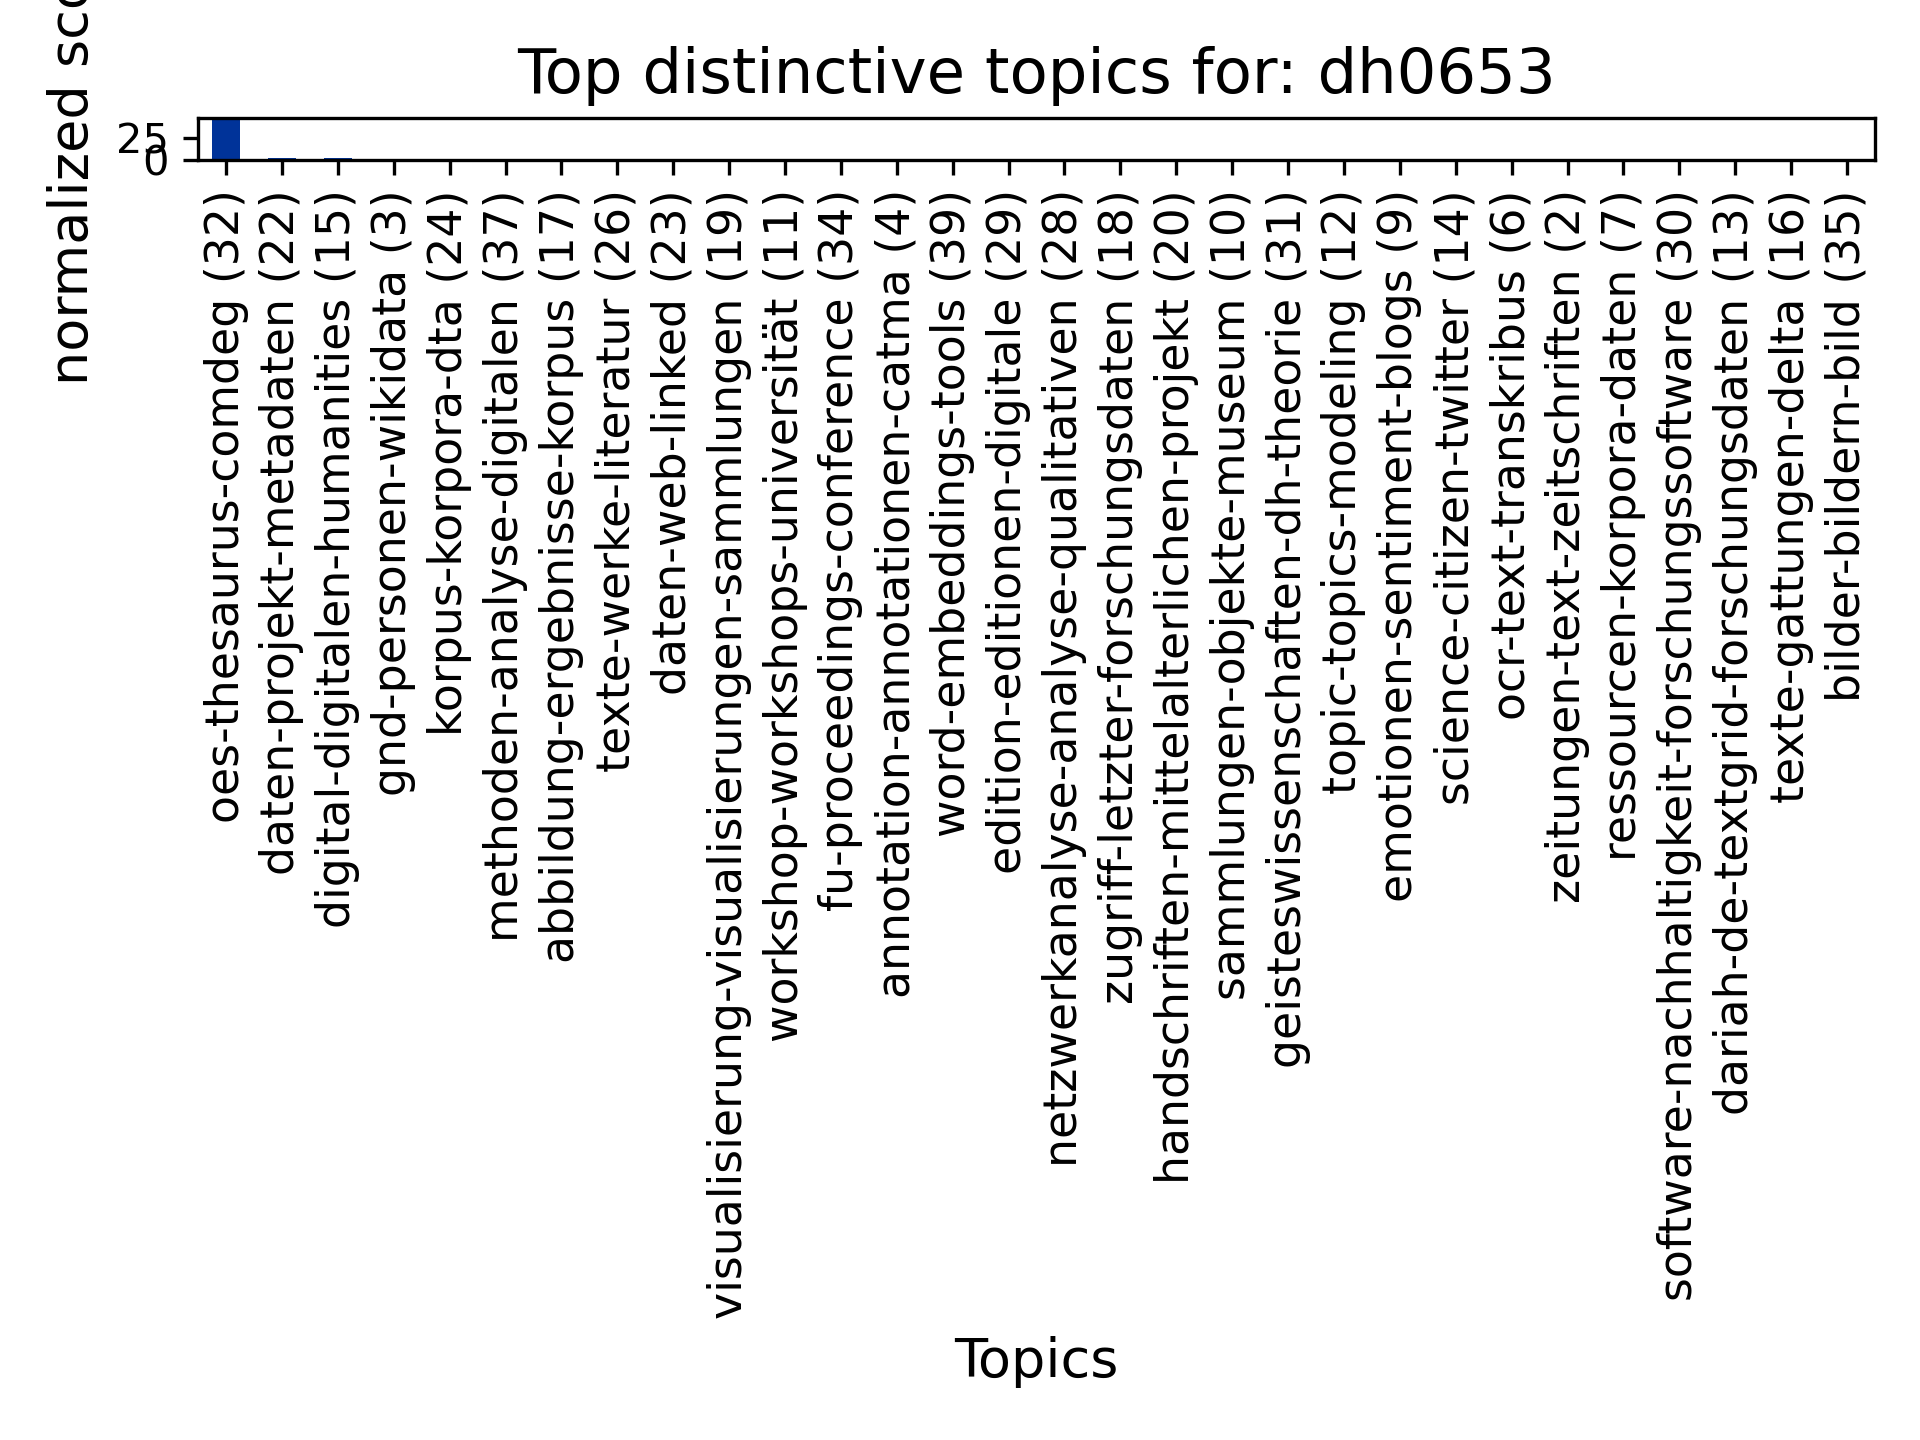 Top distinctive topics for: dh0653
normalized
25
0
oes-thesaurus-comdeg (32)
daten-projekt-metadaten (22)
digital-digitalen-humanities (15)
gnd-personen-wikidata (3)
korpus-korpora-dta (24)
methoden-analyse-digitalen (37)
abbildung-ergebnisse-korpus (17)
texte-werke-literatur (26)
daten-web-linked (23)
visualisierung-visualisierungen-sammlungen (19)
workshop-workshops-universität (11)
fu-proceedings-conference (34)
annotation-annotationen-catma (4)
word-embeddings-tools (39)
edition-editionen-digitale (29)
netzwerkanalyse-analyse-qualitativen (28)
zugriff-letzter-forschungsdaten (18)
handschriften-mittelalterlichen-projekt (20)
sammlungen-objekte-museum (10)
geisteswissenschaften-dh-theorie (31)
topic-topics-modeling (12)
emotionen-sentiment-blogs (9)
science-citizen-twitter (14)
ocr-text-transkribus (6)
zeitungen-text-zeitschriften (2)
ressourcen-korpora-daten (7)
software-nachhaltigkeit-forschungssoftware (30)
dariah-de-textgrid-forschungsdaten (13)
texte-gattungen-delta (16)
bilder-bildern-bild (35)
Topics